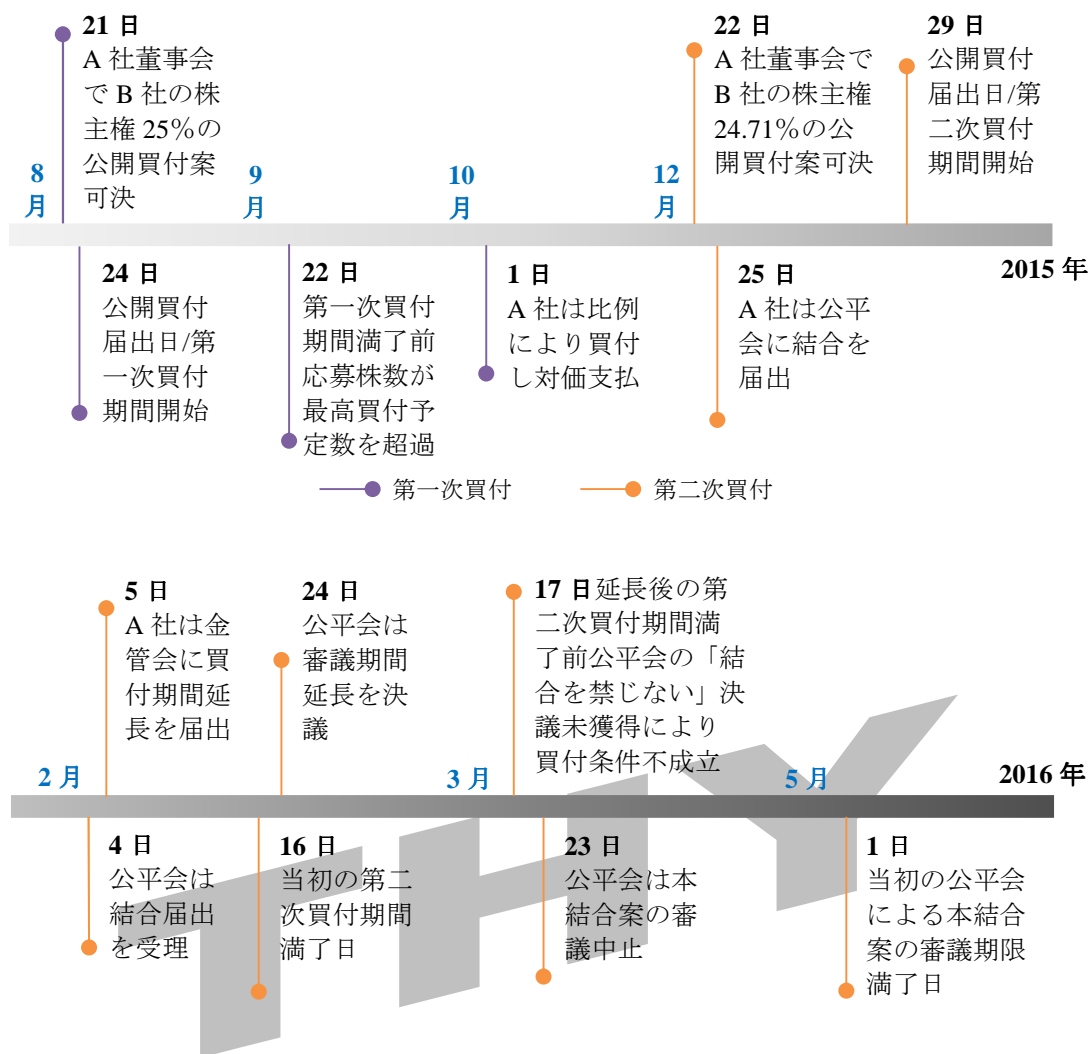 21 日
A 社董事会
で B 社の株
主権 25％の
公開買付案
可決
22 日
A 社董事会で
B 社の株主権
24.71％の公
開買付案可決
29 日
公開買付
届出日/第
二次買付
期間開始
8
月
9
月
10
月
12
月
2015 年
24 日
公開買付
届出日/第
一次買付
期間開始
22 日
第一次買付
期間満了前
応募株数が
最高買付予
定数を超過
1 日
A 社は比例
により買付
し対価支払
25 日
A 社は公平
会に結合を
届出
第一次買付
第二次買付
5 日
A 社は金
管会に買
付期間延
長を届出
24 日
公平会は
審議期間
延長を決
議
17 日延長後の第
二次買付期間満
了前公平会の「結
合を禁じない」決
議未獲得により
買付条件不成立
2 月
3 月
5 月
2016 年
4 日
公平会は
結合届出
を受理
16 日
当初の第二
次買付期間
満了日
23 日
公平会は本
結合案の審
議中止
1 日
当初の公平会
による本結合
案の審議期限
満了日
THY